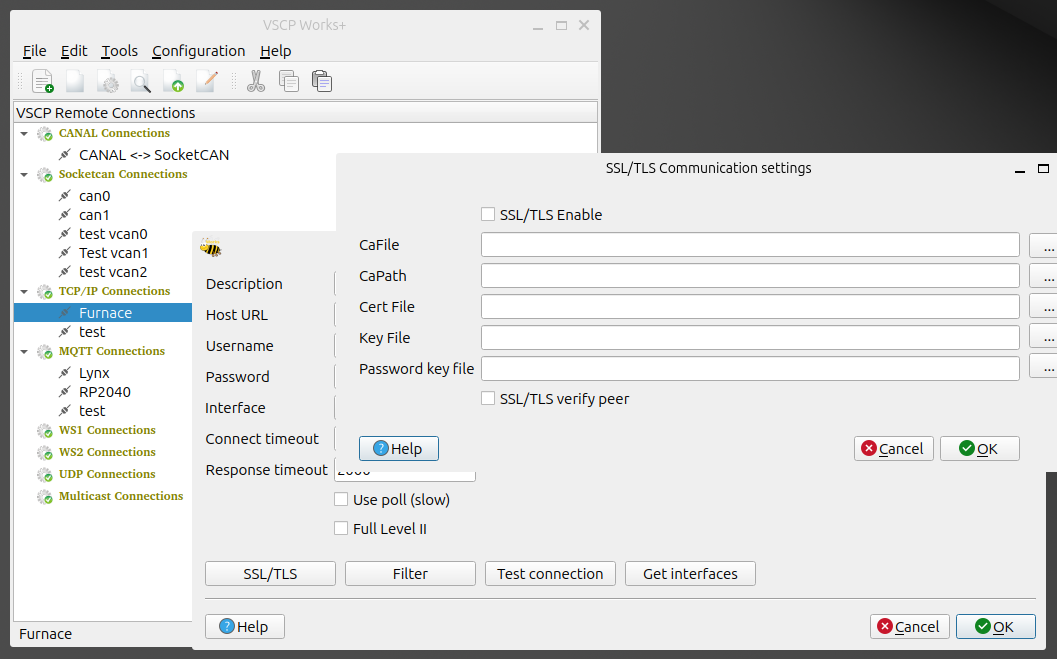 VSCP Works+
File Edit Tools Configuration Help
VSCP Remote Connections
CANAL Connections
CANAL <-> SocketCAN
Socketcan Connections
can0
can1
test vcan0
Test vcan1
test vcan2
TCP/IP Connections
Furnace
test
MQTT Connections
Lynx
RP2040
test
WS1 Connections
WS2 Connections
UDP Connections
Multicast Connections
Furnace
Description
Host URL
Username
Password
Interface
Connect timeout
Response timeout
Use poll (slow)
Full Level II
SSL/TLS Filter Test connection Get interfaces
Help Cancel OK
SSL/TLS Communication settings
SSL/TLS Enable
CaFile ...
CaPath ...
Cert File ...
Key File ...
Password key file ...
SSL/TLS verify peer
Help Cancel OK